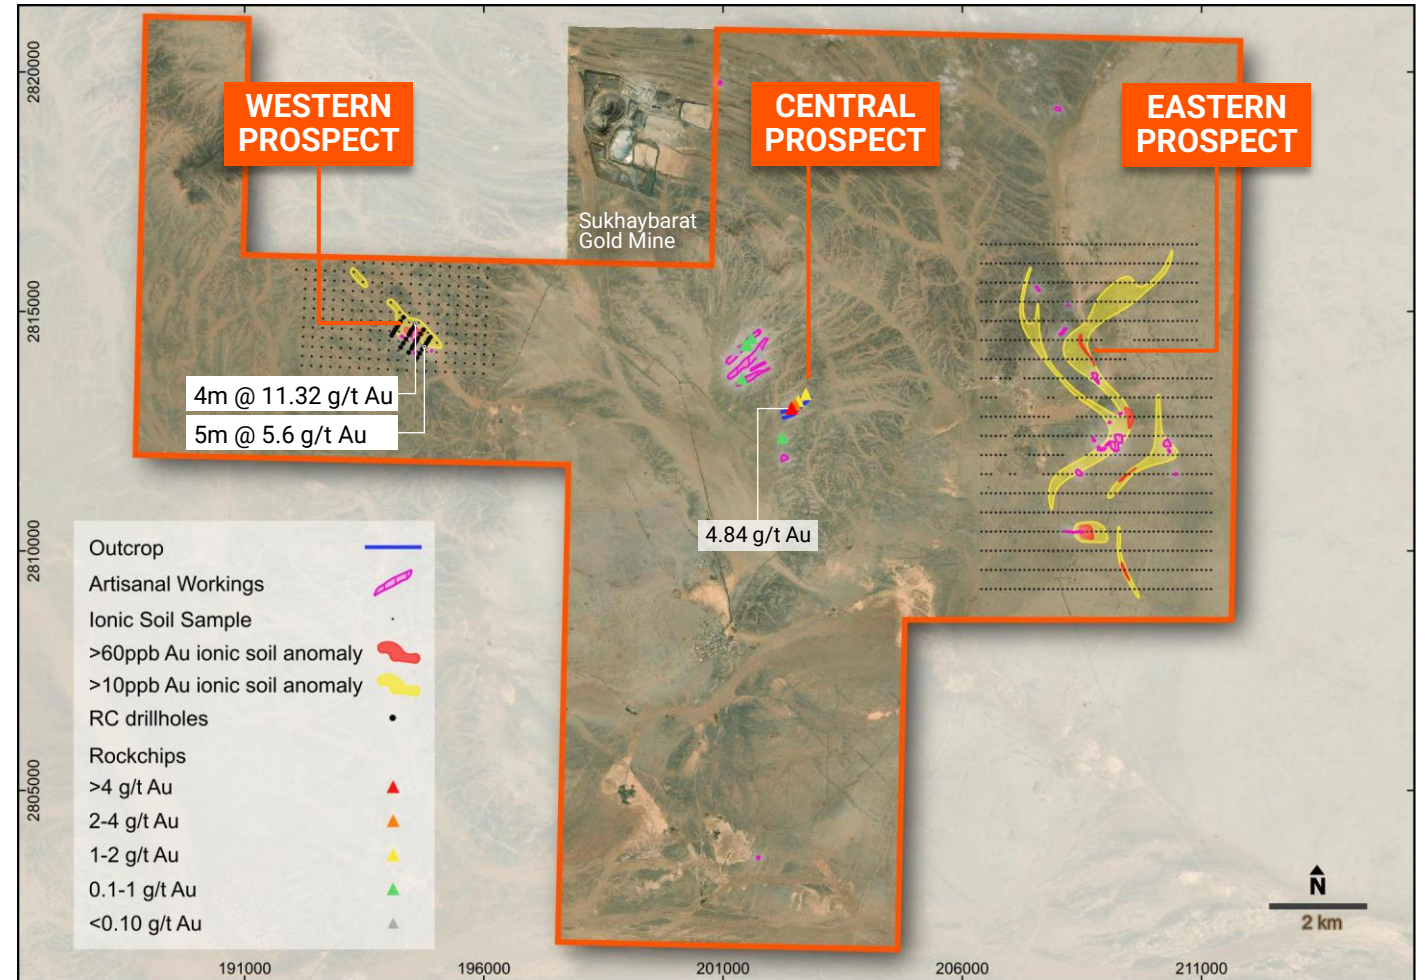 WESTERN
PROSPECT
CENTRAL
PROSPECT
EASTERN
PROSPECT
Sukhaybarat
Gold Mine
4m @ 11.32 g/t Au
5m @ 5.6 g/t Au
4.84 g/t Au
Outcrop
Artisanal Workings
Ionic Soil Sample
>60ppb Au ionic soil anomaly
>10ppb Au ionic soil anomaly
RC drillholes
Rockchips
>4 g/t Au
2-4 g/t Au
1-2 g/t Au
0.1-1 g/t Au
<0.10 g/t Au
N
2 km
2820000
2815000
2810000
2805000
191000
196000
201000
206000
211000